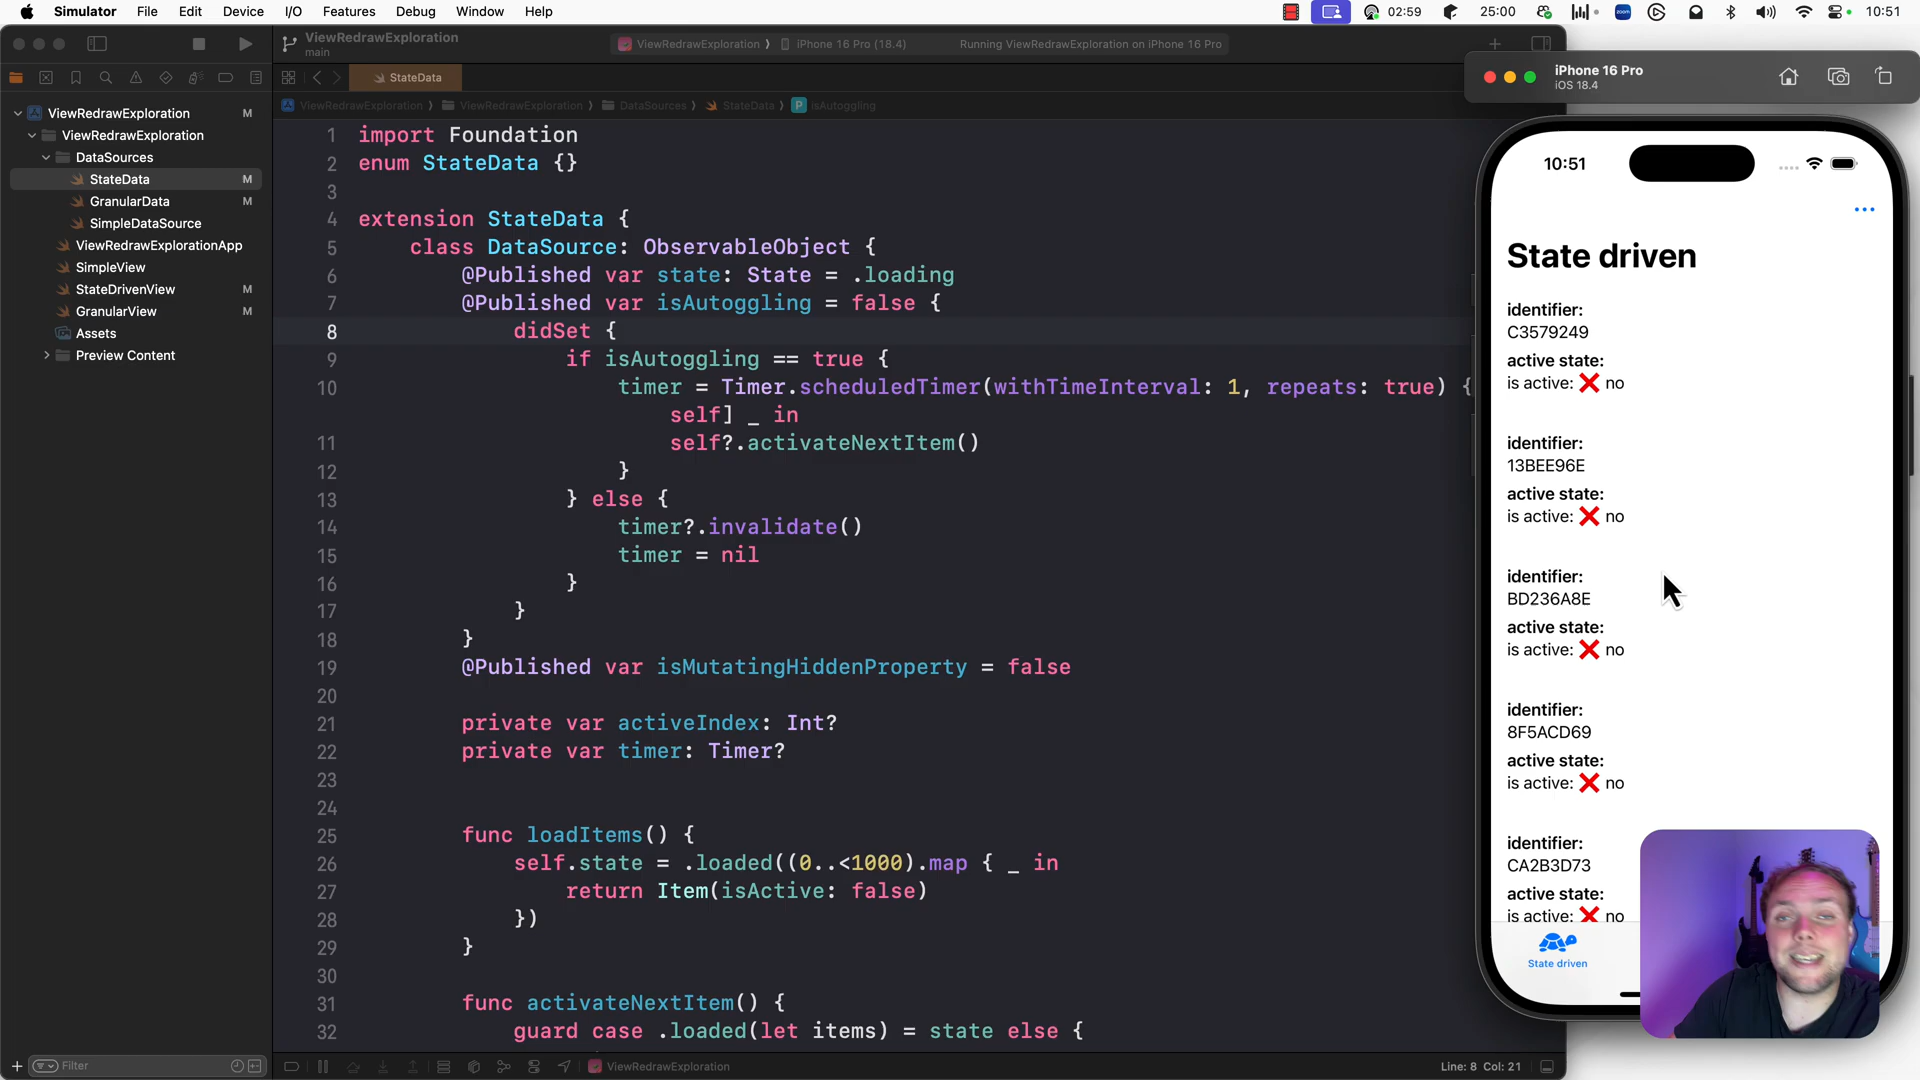 Simulator File Edit Device I/O Features Debug Window Help 02:59 25:00 zoom 10:51
ViewRedrawExploration
main
ViewRedrawExploration iPhone 16 Pro (18.4) Running ViewRedrawExploration on iPhone 16 Pro
StateData
ViewRedrawExploration ViewRedrawExploration DataSources StateData P isAutoggling
ViewRedrawExploration M
ViewRedrawExploration
DataSources
StateData M
GranularData M
SimpleDataSource
ViewRedrawExplorationApp
SimpleView
StateDrivenView M
GranularView M
Assets
Preview Content
Filter
1 import Foundation
2 enum StateData {}
3
4 extension StateData {
5 class DataSource: ObservableObject {
6 @Published var state: State = .loading
7 @Published var isAutoggling = false {
8 didSet {
9 if isAutoggling == true {
10 timer = Timer.scheduledTimer(withTimeInterval: 1, repeats: true) {
self] _ in
11 self?.activateNextItem()
12 }
13 } else {
14 timer?.invalidate()
15 timer = nil
16 }
17 }
18 }
19 @Published var isMutatingHiddenProperty = false
20
21 private var activeIndex: Int?
22 private var timer: Timer?
23
24
25 func loadItems() {
26 self.state = .loaded((0..<1000).map { _ in
27 return Item(isActive: false)
28 })
29 }
30
31 func activateNextItem() {
32 guard case .loaded(let items) = state else {
ViewRedrawExploration Line: 8 Col: 21
iPhone 16 Pro
iOS 18.4
10:51
State driven
identifier:
C3579249
active state:
is active: ❌ no
identifier:
13BEE96E
active state:
is active: ❌ no
identifier:
BD236A8E
active state:
is active: ❌ no
identifier:
8F5ACD69
active state:
is active: ❌ no
identifier:
CA2B3D73
active state:
is active: ❌ no
State driven